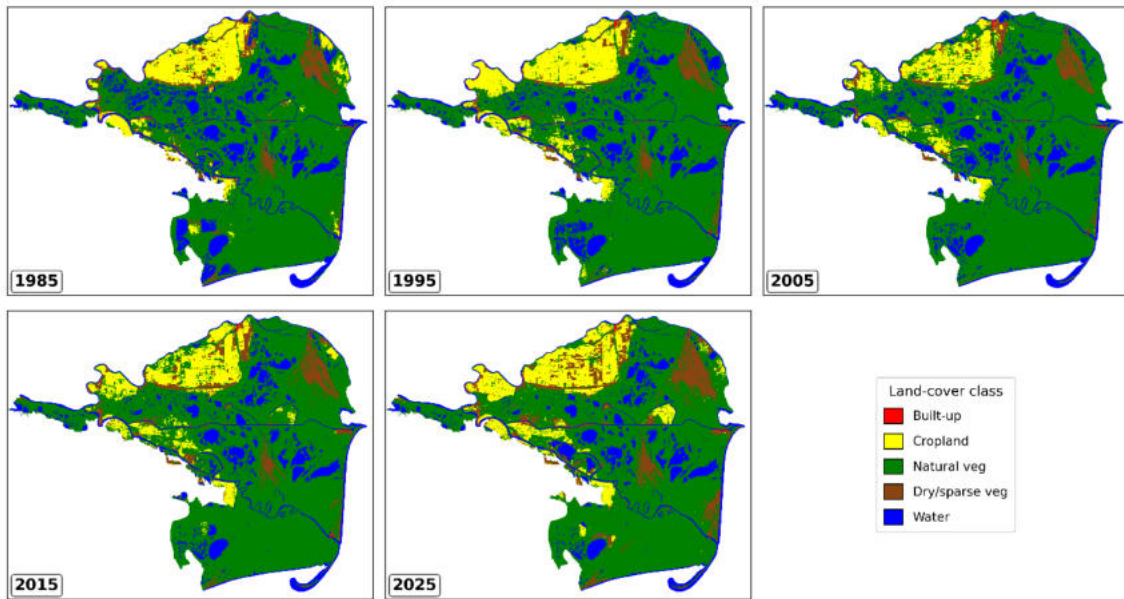 1985
1995
2005
2015
2025
Land-cover class
Built-up
Cropland
Natural veg
Dry/sparse veg
Water